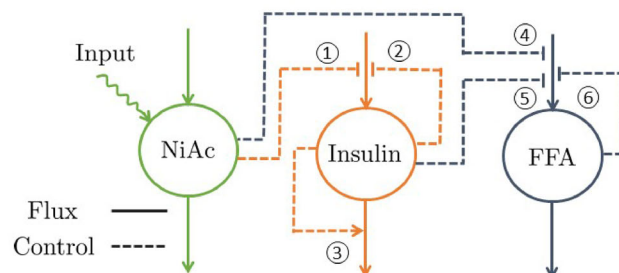 ① ② ④
Input
⑤ ⑥
NiAc Insulin FFA
Flux
Control
③